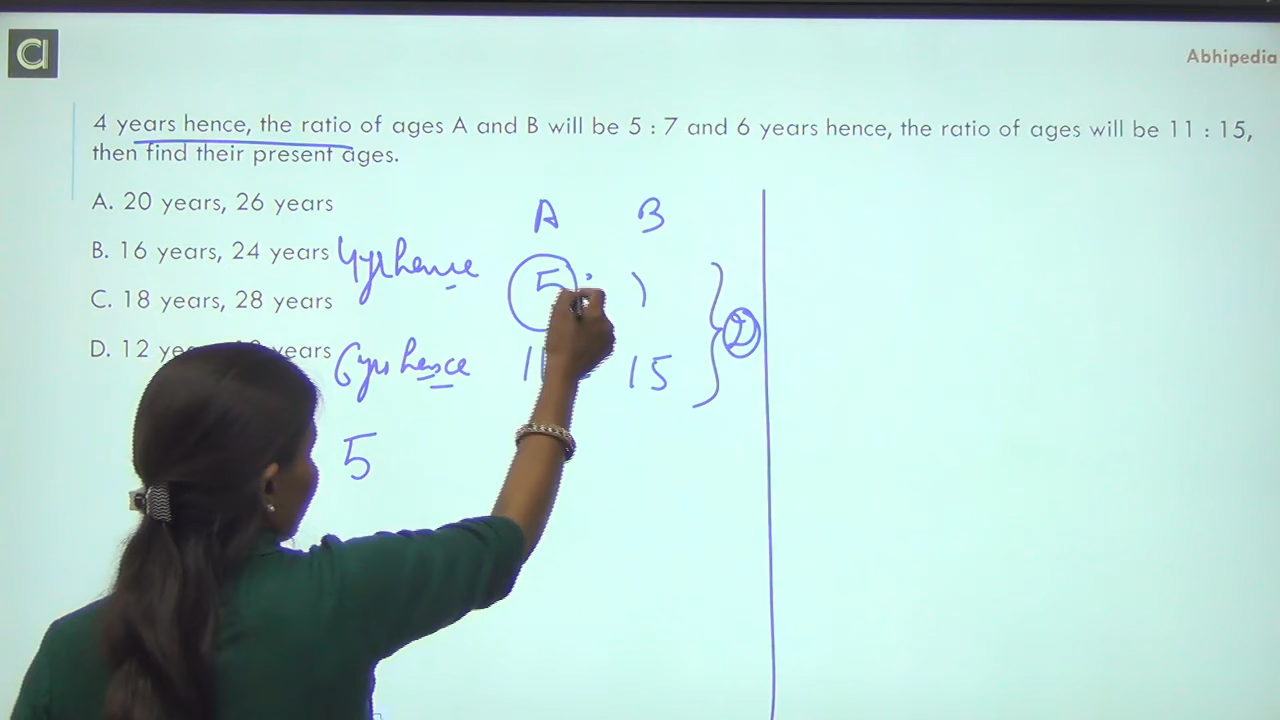 Abhipedia
4 years hence, the ratio of ages A and B will be 5 : 7 and 6 years hence, the ratio of ages will be 11 : 15,
then find their present ages.
A. 20 years, 26 years
B. 16 years, 24 years
C. 18 years, 28 years
D. 12 years
A B
4yrs hence 5 :
6yrs hence 15
2
5